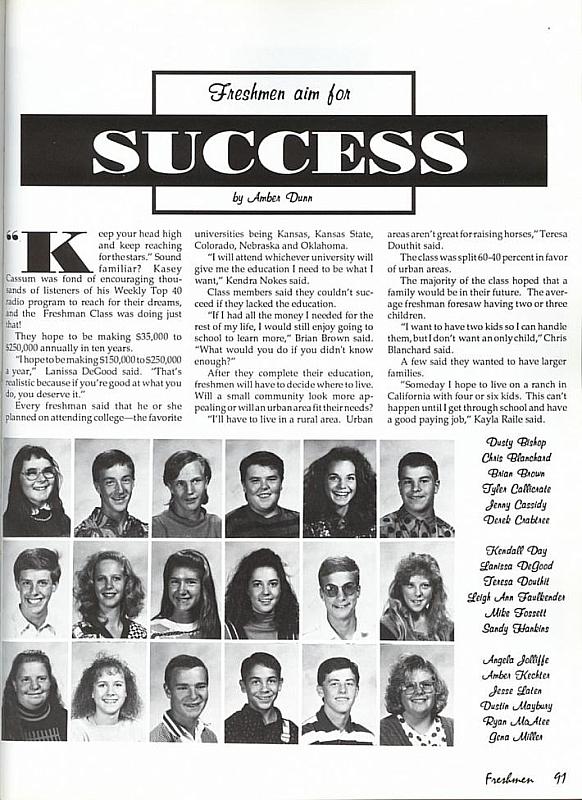 Freshmen aim for
SUCCESS
by Amber Dunn
"Keep your head high
and keep reaching
for the stars." Sound
familiar? Kasey
Cassum was fond of encouraging thou-
sands of listeners of his Weekly Top 40
radio program to reach for their dreams,
and the Freshman Class was doing just
that!
They hope to be making $35,000 to
$250,000 annually in ten years.
"I hope to be making $150,000 to $250,000
a year," Lanissa DeGood said. "That's
realistic because if you're good at what you
do, you deserve it."
Every freshman said that he or she
planned on attending college—the favorite
universities being Kansas, Kansas State,
Colorado, Nebraska and Oklahoma.
"I will attend whichever university will
give me the education I need to be what I
want," Kendra Nokes said.
Class members said they couldn't suc-
ceed if they lacked the education.
"If I had all the money I needed for the
rest of my life, I would still enjoy going to
school to learn more," Brian Brown said.
"What would you do if you didn't know
enough?"
After they complete their education,
freshmen will have to decide where to live.
Will a small community look more ap-
pealing or will an urban area fit their needs?
"I'll have to live in a rural area. Urban
areas aren't great for raising horses," Teresa
Douthit said.
The class was split 60-40 percent in favor
of urban areas.
The majority of the class hoped that a
family would be in their future. The aver-
age freshman foresaw having two or three
children.
"I want to have two kids so I can handle
them, but I don't want an only child," Chris
Blanchard said.
A few said they wanted to have larger
families.
"Someday I hope to live on a ranch in
California with four or six kids. This can't
happen until I get through school and have
a good paying job," Kayla Raile said.
Dusty Bishop
Chris Blanchard
Brian Brown
Tyler Callicrate
Jenny Cassidy
Derek Crabtree
Kendall Day
Lanissa DeGood
Teresa Douthit
Leigh Ann Faulkender
Mike Fossett
Sandy Hankins
Angela Jolliffe
Amber Kechter
Jesse Laten
Dustin Maybury
Ryan McAtee
Gena Miller
Freshmen 91